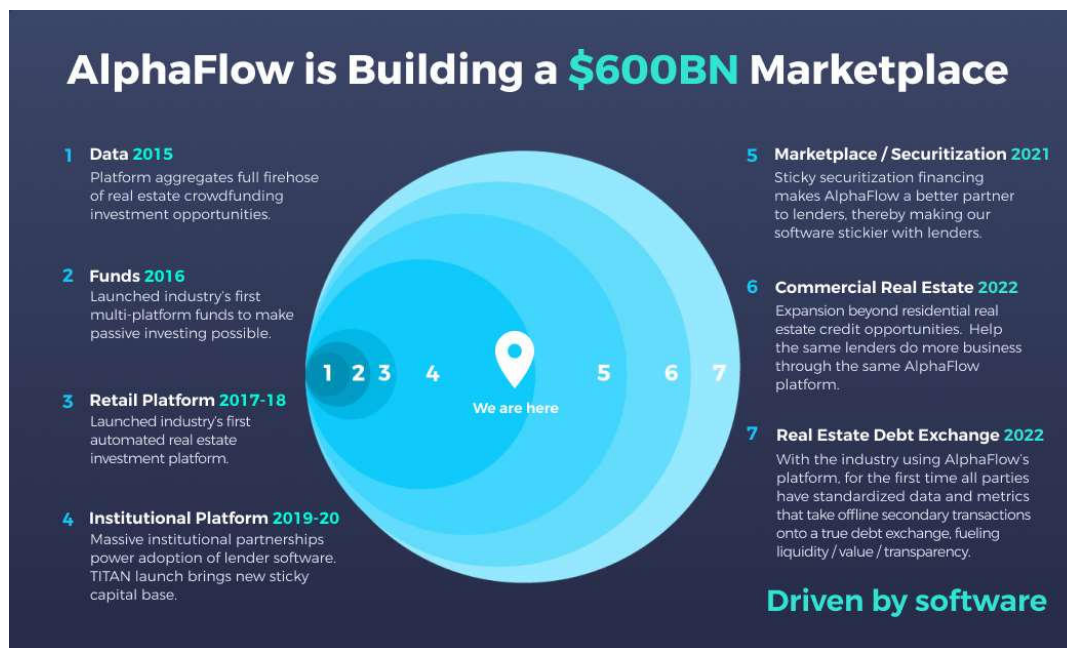 AlphaFlow is Building a $600BN Marketplace
1 Data 2015
Platform aggregates full firehose
of real estate crowdfunding
investment opportunities.
2 Funds 2016
Launched industry's first
multi-platform funds to make
passive investing possible.
3 Retail Platform 2017-18
Launched industry's first
automated real estate
investment platform.
4 Institutional Platform 2019-20
Massive institutional partnerships
power adoption of lender software.
TITAN launch brings new sticky
capital base.
1 2 3 4 5 6 7
We are here
5 Marketplace / Securitization 2021
Sticky securitization financing
makes AlphaFlow a better partner
to lenders, thereby making our
software stickier with lenders.
6 Commercial Real Estate 2022
Expansion beyond residential real
estate credit opportunities. Help
the same lenders do more business
through the same AlphaFlow
platform.
7 Real Estate Debt Exchange 2022
With the industry using AlphaFlow's
platform, for the first time all parties
have standardized data and metrics
that take offline secondary transactions
onto a true debt exchange, fueling
liquidity / value / transparency.
Driven by software